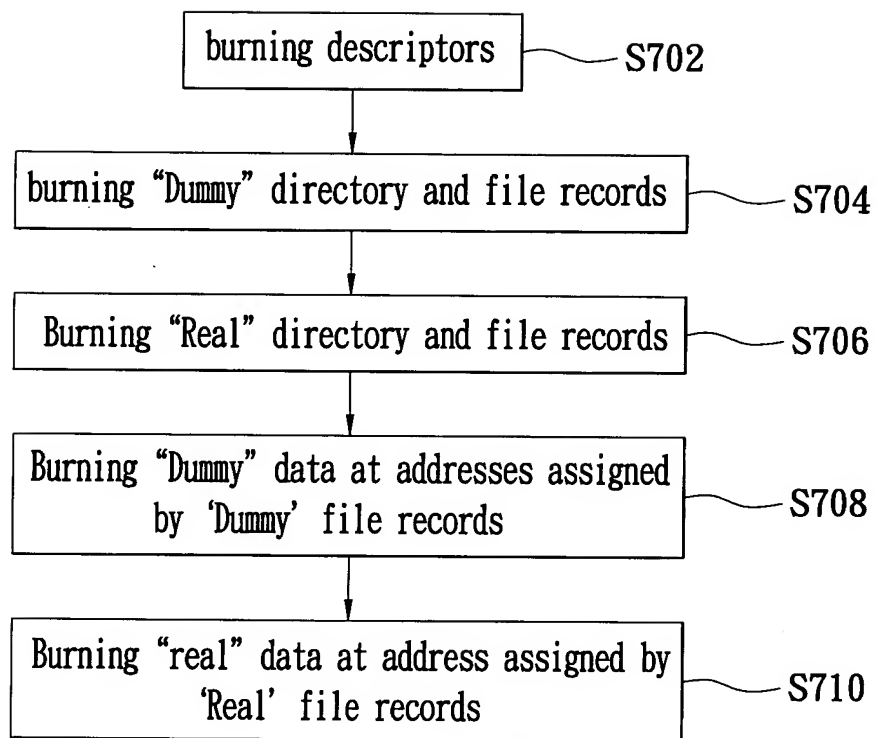 burning descriptors
S702
burning “Dummy” directory and file records
S704
Burning “Real” directory and file records
S706
Burning “Dummy” data at addresses assigned
by ‘Dummy’ file records
S708
Burning “real” data at address assigned by
‘Real’ file records
S710